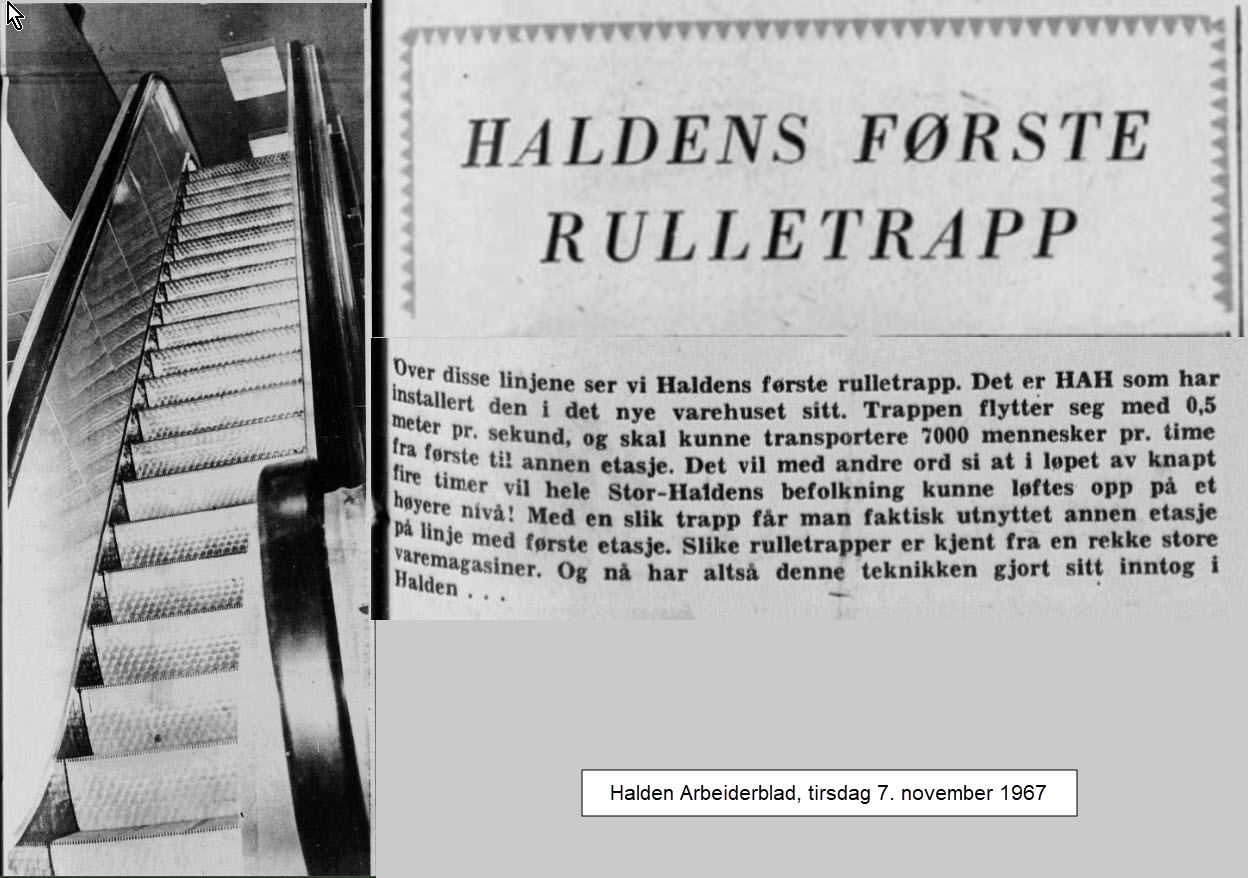 HALDENS FØRSTE
RULLETRAPP
Over disse linjene ser vi Haldens første rulletrapp. Det er HAH som har
installert den i det nye varehuset sitt. Trappen flytter seg med 0,5
meter pr. sekund, og skal kunne transportere 7000 mennesker pr. time
fra første til annen etasje. Det vil med andre ord si at i løpet av knapt
fire timer vil hele Stor-Haldens befolkning kunne løftes opp på et
høyere nivå! Med en slik trapp får man faktisk utnyttet annen etasje
på linje med første etasje. Slike rulletrapper er kjent fra en rekke store
varemagasiner. Og nå har altså denne teknikken gjort sitt inntog i
Halden . . .
Halden Arbeiderblad, tirsdag 7. november 1967